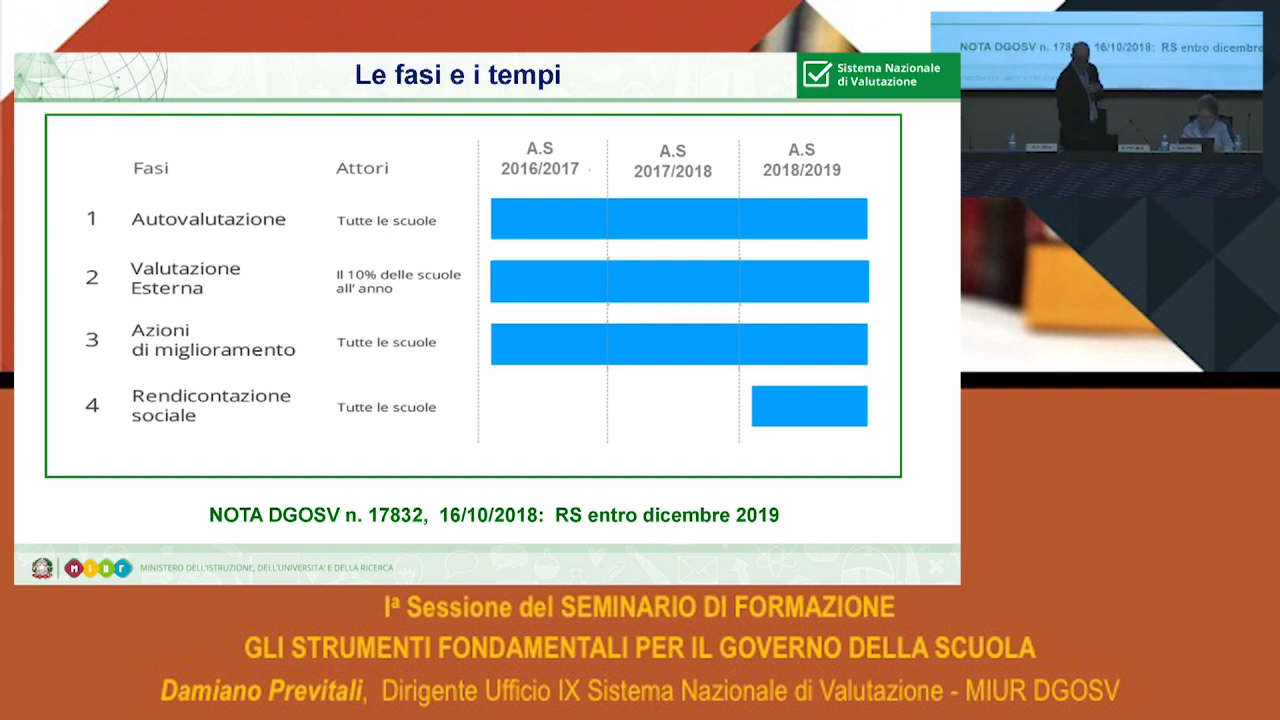 Le fasi e i tempi
Sistema Nazionale
di Valutazione
NOTA DGOSV n. 178 16/10/2018: RS entro dicembre
Fasi
Attori
A.S
2016/2017
A.S
2017/2018
A.S
2018/2019
1
Autovalutazione
Tutte le scuole
2
Valutazione
Esterna
Il 10% delle scuole
all' anno
3
Azioni
di miglioramento
Tutte le scuole
4
Rendicontazione
sociale
Tutte le scuole
NOTA DGOSV n. 17832, 16/10/2018: RS entro dicembre 2019
MIUR
MINISTERO DELL'ISTRUZIONE, DELL'UNIVERSITA' E DELLA RICERCA
Iª Sessione del SEMINARIO DI FORMAZIONE
GLI STRUMENTI FONDAMENTALI PER IL GOVERNO DELLA SCUOLA
Damiano Previtali, Dirigente Ufficio IX Sistema Nazionale di Valutazione - MIUR DGOSV